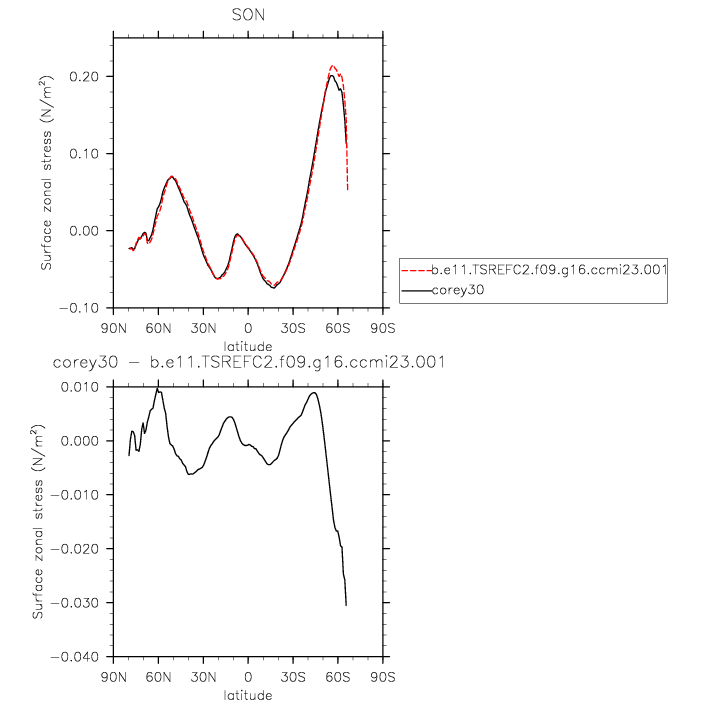 SON
Surface zonal stress (N/m²)
0.20
0.10
0.00
−0.10
90N 60N 30N 0 30S 60S 90S
latitude
b.e11.TSREFC2.f09.g16.ccmi23.001
corey30
corey30 − b.e11.TSREFC2.f09.g16.ccmi23.001
Surface zonal stress (N/m²)
0.010
0.000
−0.010
−0.020
−0.030
−0.040
90N 60N 30N 0 30S 60S 90S
latitude